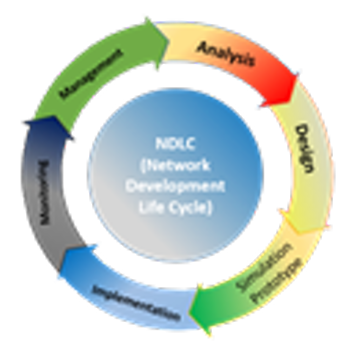 Analysis
Design
Simulation
Prototype
Implementation
Monitoring
Management
NDLC
(Network
Development
Life Cycle)